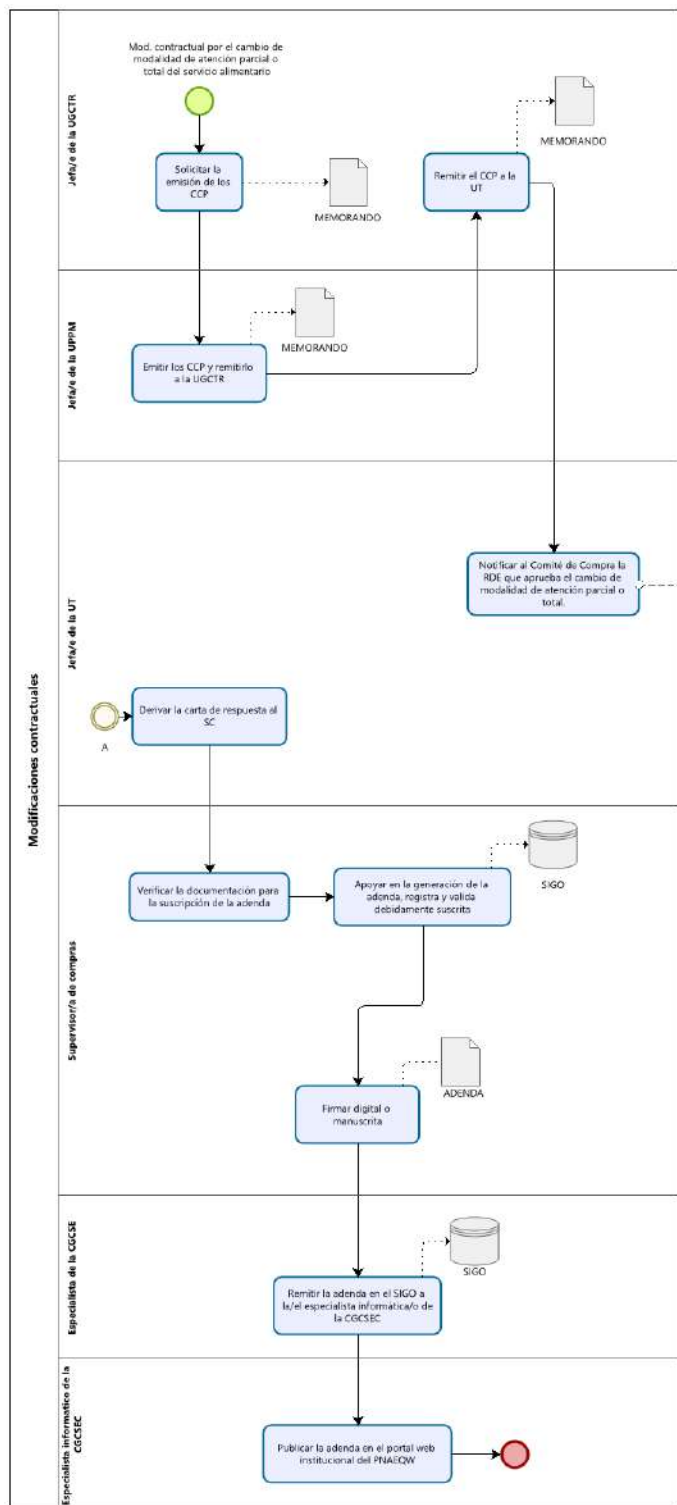 Modificaciones contractuales
Jefa/e de la UGCTR
Mod. contractual por el cambio de
modalidad de atención parcial o
total del servicio alimentario
Solicitar la
emisión de los
CCP
MEMORANDO
Remitir el CCP a la
UT
MEMORANDO
Jefa/e de la UPPM
Emitir los CCP y remitirlo
a la UGCTR
MEMORANDO
Jefa/e de la UT
Notificar al Comité de Compra la
RDE que aprueba el cambio de
modalidad de atención parcial o
total.
A
Derivar la carta de respuesta al
SC
Supervisor/a de compras
Verificar la documentación para
la suscripción de la adenda
Apoyar en la generación de la
adenda, registra y valida
debidamente suscrita
SIGO
Firmar digital o
manuscrita
ADENDA
Especialista de la CGCSE
Remitir la adenda en el SIGO a
la/el especialista informática/o de
la CGCSEC
SIGO
Especialista informatico de la
CGCSEC
Publicar la adenda en el portal web
institucional del PNAEQW